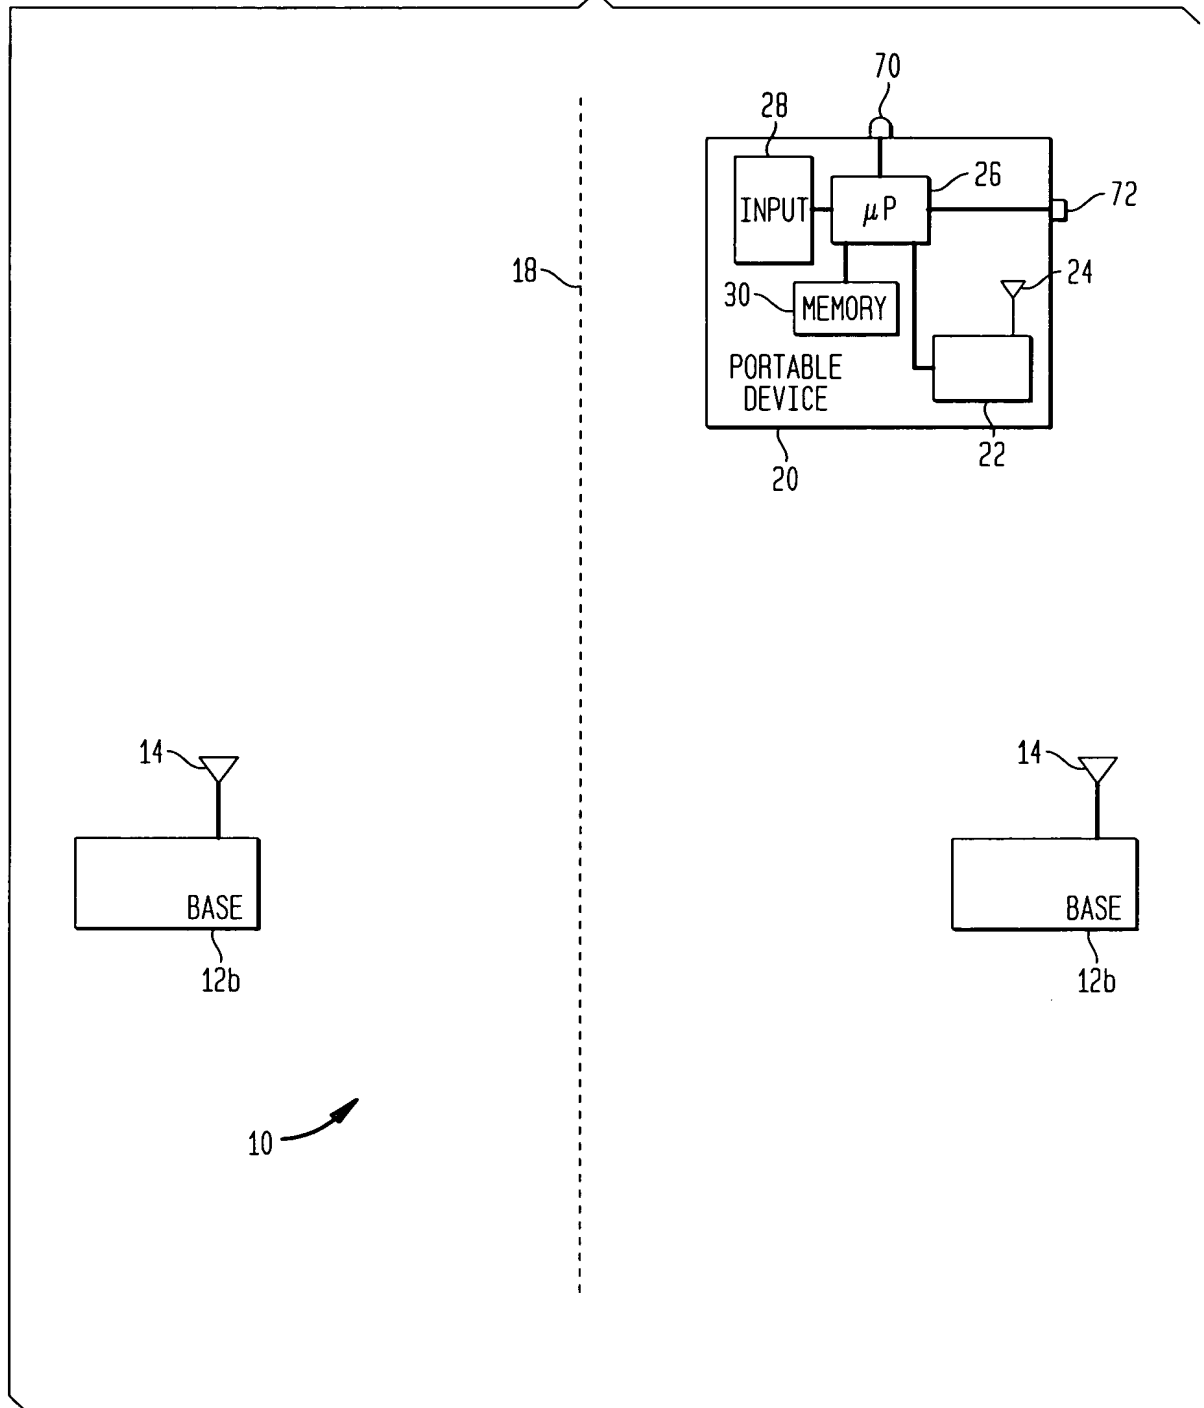 70
28
26
72
INPUT
μP
18
24
30
MEMORY
PORTABLE
DEVICE
22
20
14
14
BASE
BASE
12b
12b
10